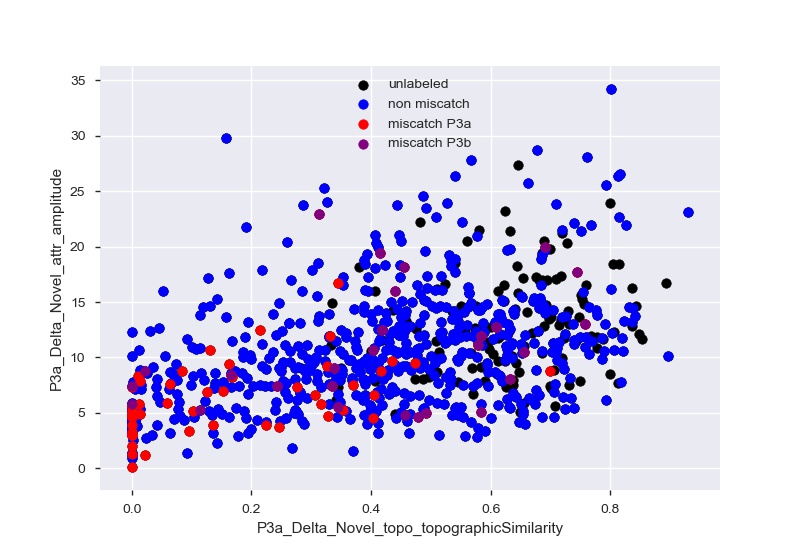 35
30
25
20
15
10
5
0
P3a_Delta_Novel_attr_amplitude
unlabeled
non miscatch
miscatch P3a
miscatch P3b
0.0 0.2 0.4 0.6 0.8
P3a_Delta_Novel_topo_topographicSimilarity